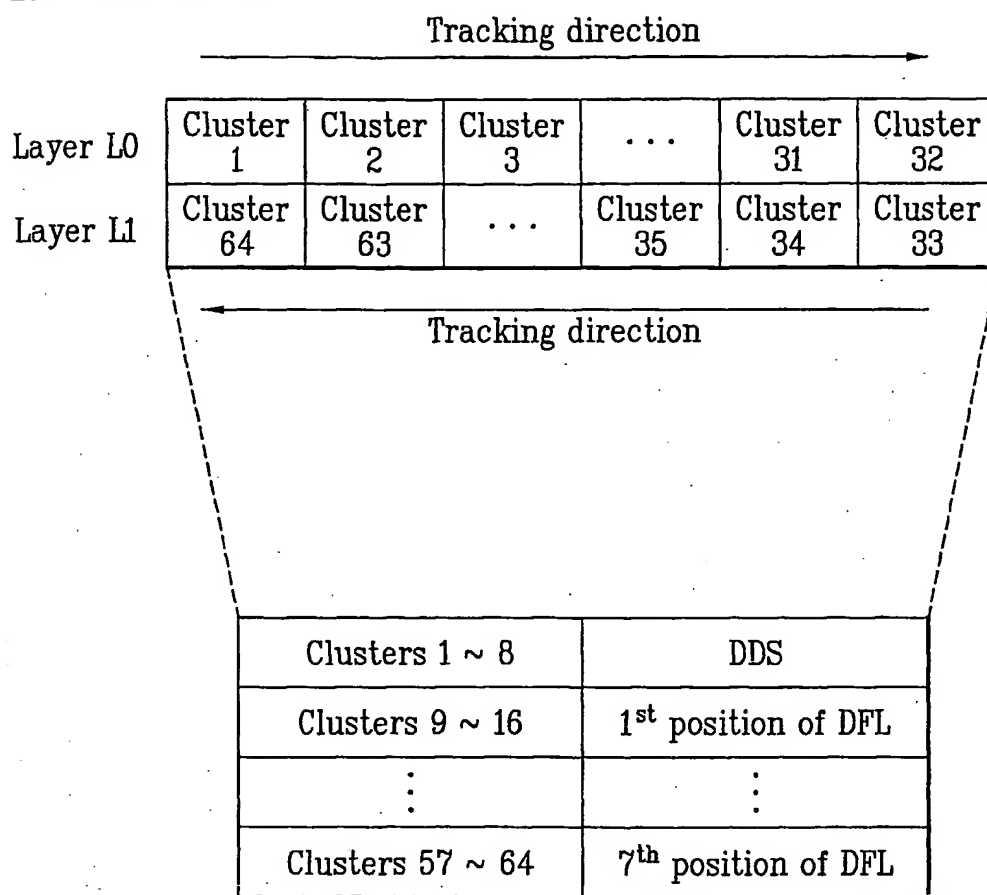 Tracking direction
Layer L0
Cluster 1
Cluster 2
Cluster 3
. . .
Cluster 31
Cluster 32
Layer L1
Cluster 64
Cluster 63
. . .
Cluster 35
Cluster 34
Cluster 33
Tracking direction
Clusters 1 ~ 8
DDS
Clusters 9 ~ 16
1st position of DFL
Clusters 57 ~ 64
7th position of DFL